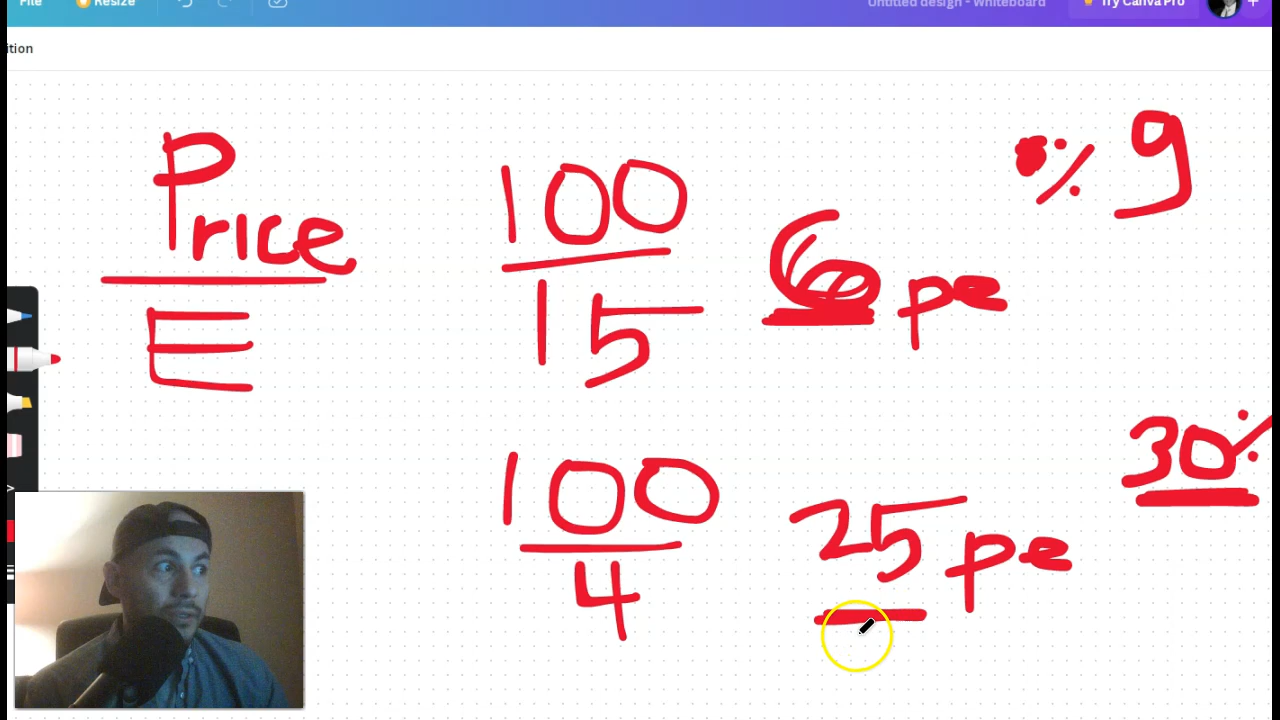 File Resize Untitled design - Whiteboard Try Canva Pro +
ition
Price
E
100
15
6 pe
% 9
100
4
25 pe
30%